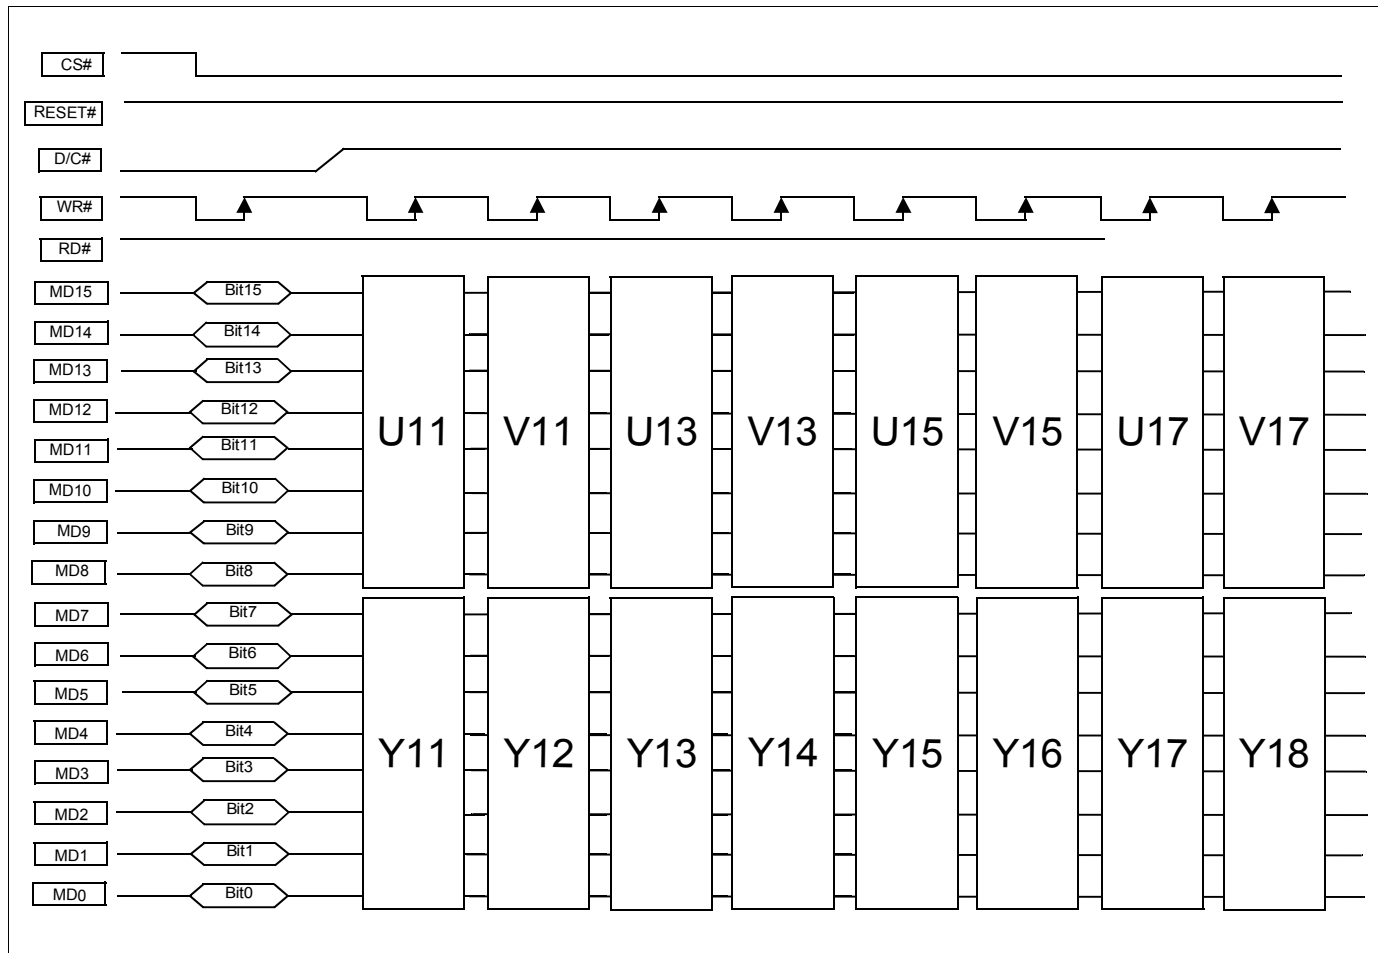 CS#
RESET#
D/C#
WR#
RD#
MD15 Bit15
MD14 Bit14
MD13 Bit13
MD12 Bit12
MD11 Bit11
MD10 Bit10
MD9 Bit9
MD8 Bit8
U11 V11 U13 V13 U15 V15 U17 V17
MD7 Bit7
MD6 Bit6
MD5 Bit5
MD4 Bit4
MD3 Bit3
MD2 Bit2
MD1 Bit1
MD0 Bit0
Y11 Y12 Y13 Y14 Y15 Y16 Y17 Y18